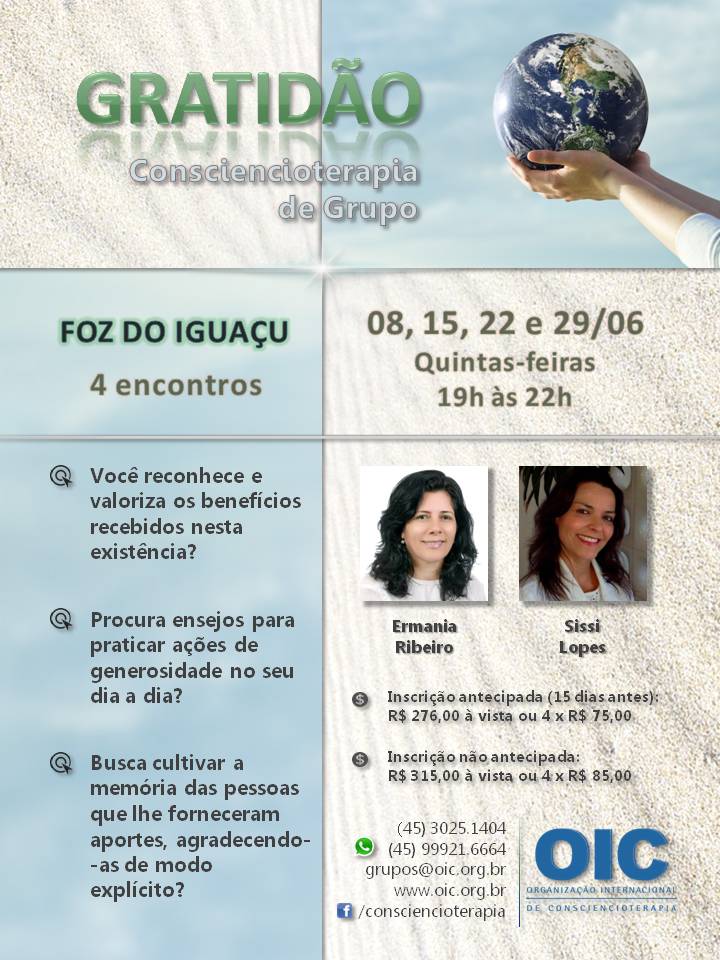 GRATIDÃO
Consciencioterapia
de Grupo
FOZ DO IGUAÇU
4 encontros
08, 15, 22 e 29/06
Quintas-feiras
19h às 22h
Você reconhece e
valoriza os benefícios
recebidos nesta
existência?
Procura ensejos para
praticar ações de
generosidade no seu
dia a dia?
Busca cultivar a
memória das pessoas
que lhe forneceram
aportes, agradecendo-
-as de modo
explícito?
Ermania
Ribeiro
Sissi
Lopes
Inscrição antecipada (15 dias antes):
R$ 276,00 à vista ou 4 x R$ 75,00
Inscrição não antecipada:
R$ 315,00 à vista ou 4 x R$ 85,00
(45) 3025.1404
(45) 99921.6664
grupos@oic.org.br
www.oic.org.br
/consciencioterapia
OIC
ORGANIZAÇÃO INTERNACIONAL
DE CONSCIENCIOTERAPIA